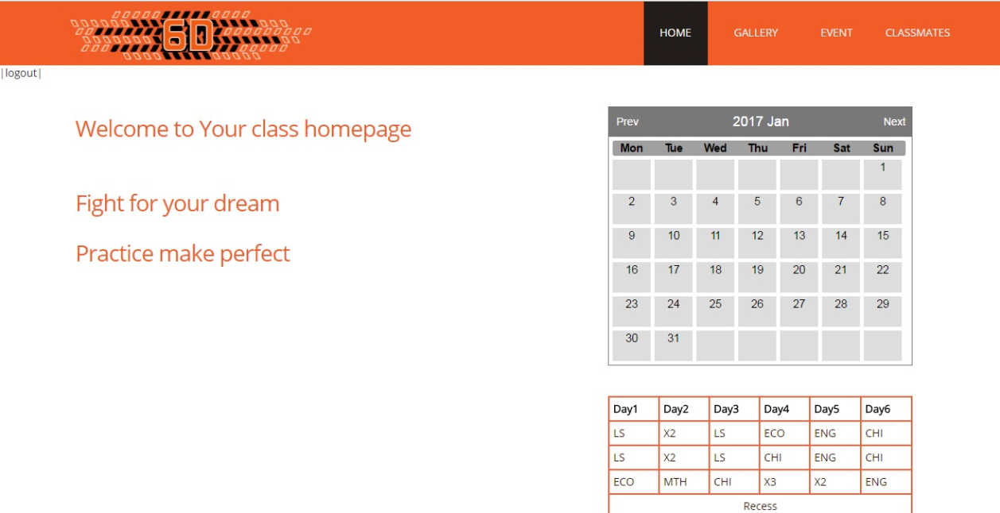 6D
HOME GALLERY EVENT CLASSMATES
|logout|
Welcome to Your class homepage
Fight for your dream
Practice make perfect
Prev 2017 Jan Next
Mon Tue Wed Thu Fri Sat Sun
1
2 3 4 5 6 7 8
9 10 11 12 13 14 15
16 17 18 19 20 21 22
23 24 25 26 27 28 29
30 31
Day1 Day2 Day3 Day4 Day5 Day6
LS X2 LS ECO ENG CHI
LS X2 LS CHI ENG CHI
ECO MTH CHI X3 X2 ENG
Recess